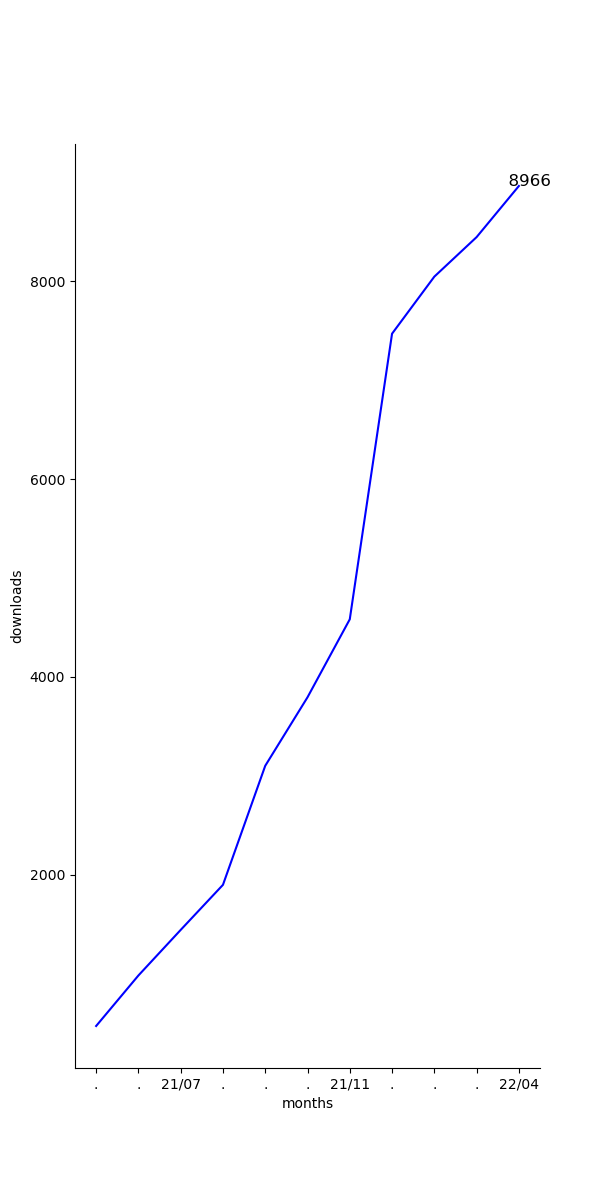 8966
8000
6000
4000
2000
downloads
. . 21/07 . . . 21/11 . . . 22/04
months